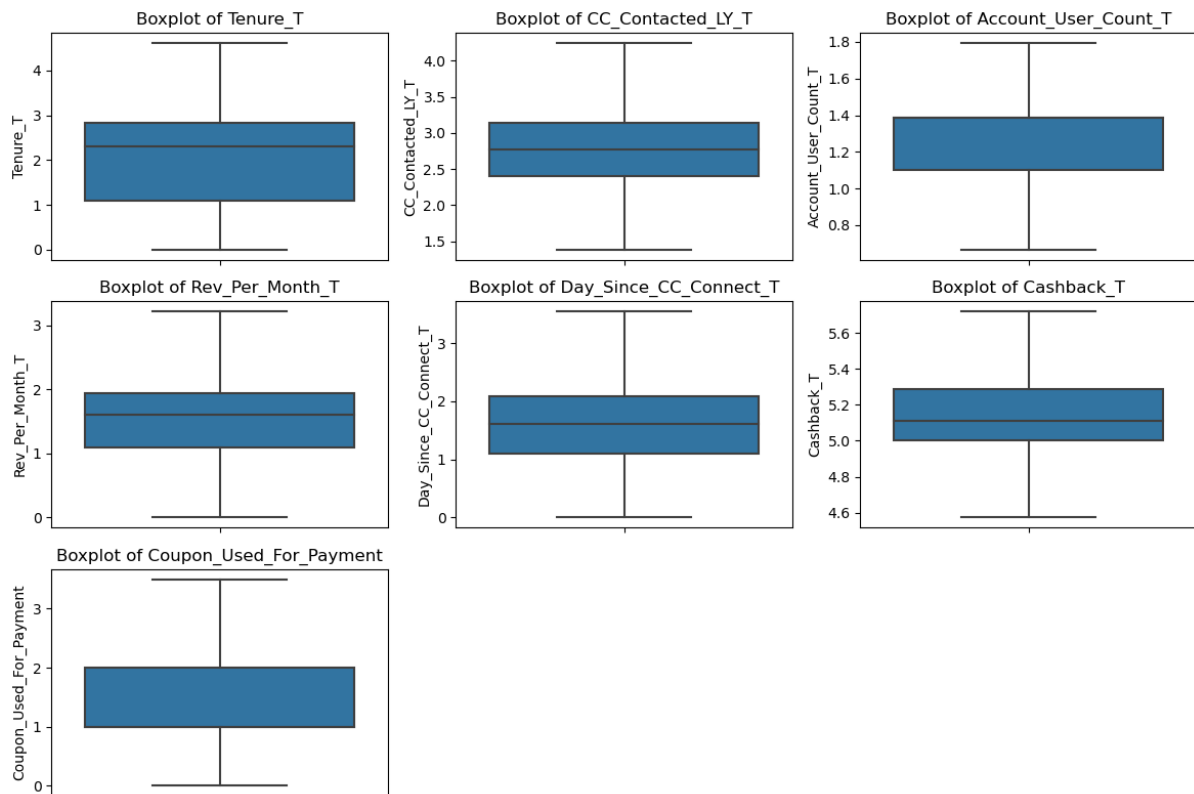 Boxplot of Tenure_T
Tenure_T
4
3
2
1
0
Boxplot of CC_Contacted_LY_T
CC_Contacted_LY_T
4.0
3.5
3.0
2.5
2.0
1.5
Boxplot of Account_User_Count_T
Account_User_Count_T
1.8
1.6
1.4
1.2
1.0
0.8
Boxplot of Rev_Per_Month_T
Rev_Per_Month_T
3
2
1
0
Boxplot of Day_Since_CC_Connect_T
Day_Since_CC_Connect_T
3
2
1
0
Boxplot of Cashback_T
Cashback_T
5.6
5.4
5.2
5.0
4.8
4.6
Boxplot of Coupon_Used_For_Payment
Coupon_Used_For_Payment
3
2
1
0